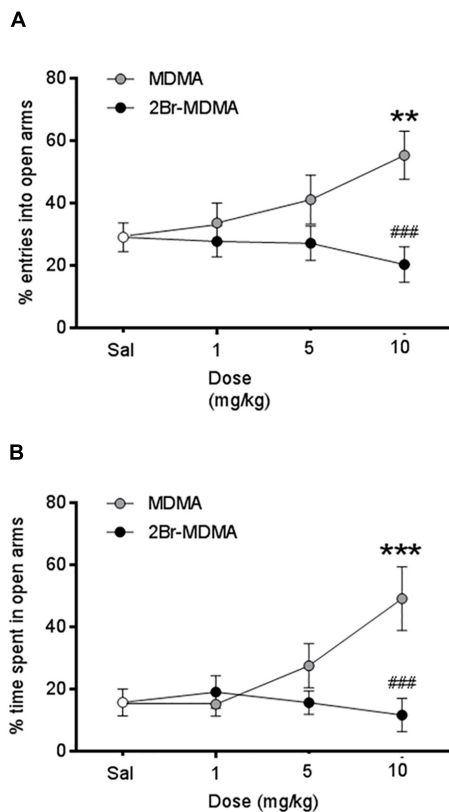 A
80
60
40
20
0
% entries into open arms
MDMA
2Br-MDMA
**
###
Sal 1 5 10
Dose
(mg/kg)
B
80
60
40
20
0
% time spent in open arms
MDMA
2Br-MDMA
***
###
Sal 1 5 10
Dose (mg/kg)